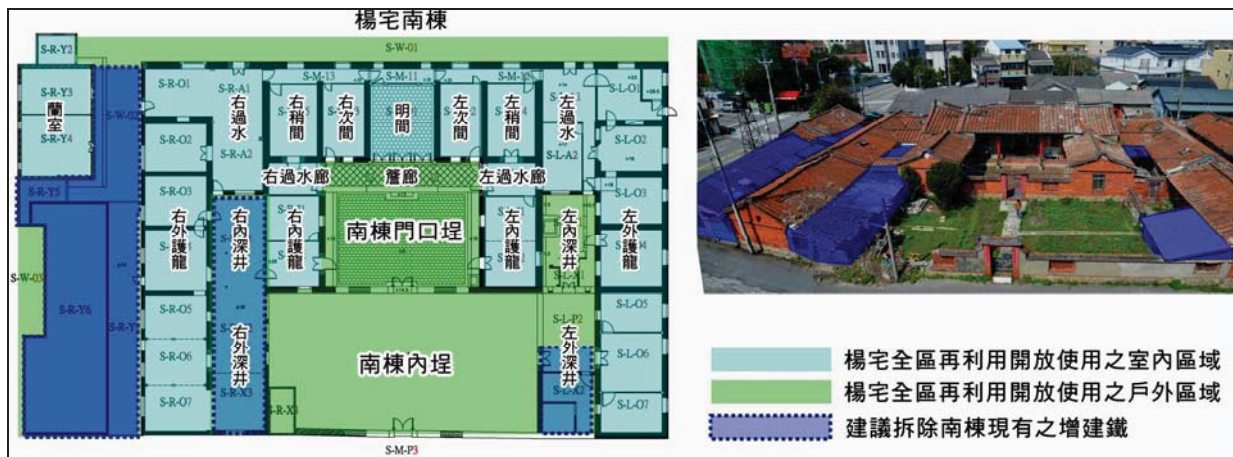 楊宅南棟
S-R-Y2
S-W-01
S-R-Y3
S-R-Y4
蘭室
S-W-02
S-R-O1
S-R-A1
S-M-13
S-M-11
S-M-12
S-L-O1
右過水
右稍間
右次間
明間
左次間
左稍間
左過水
S-R-O2
S-R-A2
S-L-A2
S-L-O2
S-R-Y5
S-R-O3
右過水廊
簷廊
左過水廊
S-L-O3
右外護龍
右內深井
右內護龍
南棟門口埕
左內護龍
左內深井
左外護龍
S-W-03
S-L-X1
S-R-Y6
S-R-O5
右外深井
南棟內埕
S-L-P2
左外深井
S-L-O5
S-R-O6
S-L-O6
S-R-X3
S-L-X2
S-R-O7
S-L-O7
S-M-P3
楊宅全區再利用開放使用之室內區域
楊宅全區再利用開放使用之戶外區域
建議拆除南棟現有之增建鐵